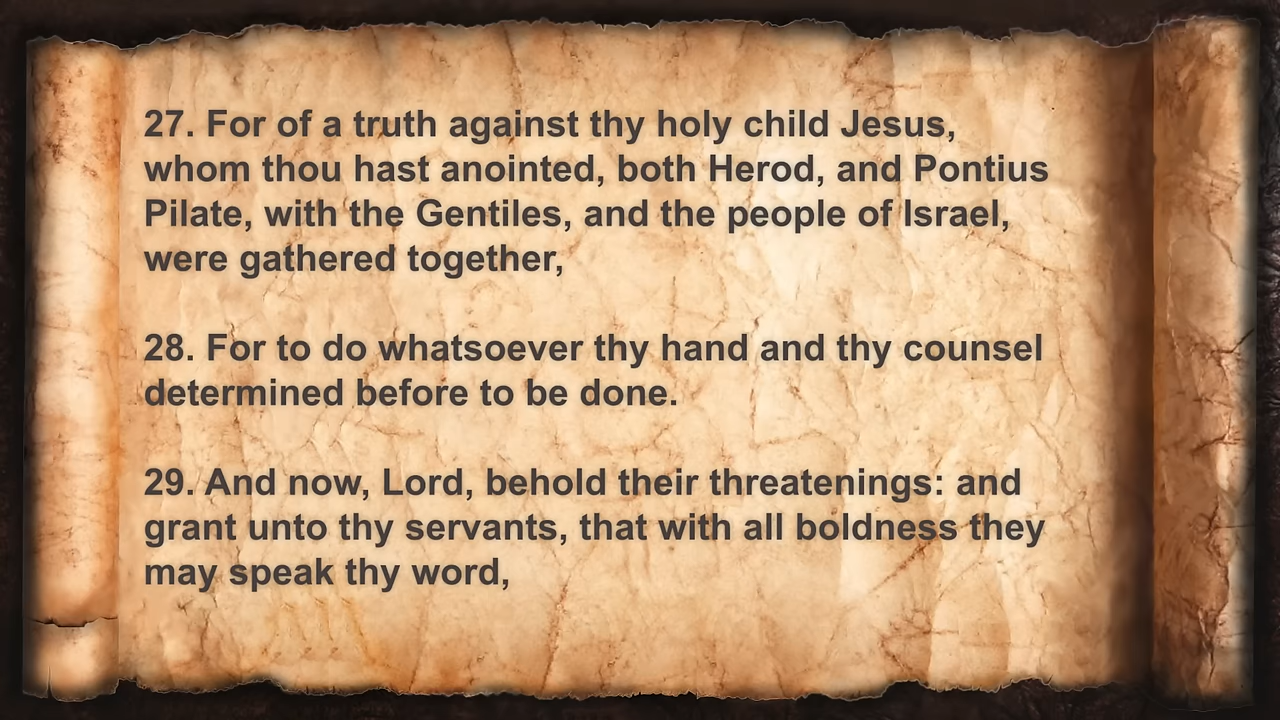 27. For of a truth against thy holy child Jesus,
whom thou hast anointed, both Herod, and Pontius
Pilate, with the Gentiles, and the people of Israel,
were gathered together,
28. For to do whatsoever thy hand and thy counsel
determined before to be done.
29. And now, Lord, behold their threatenings: and
grant unto thy servants, that with all boldness they
may speak thy word,